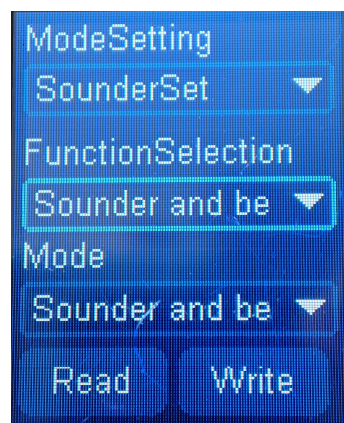 ModeSetting
SounderSet
FunctionSelection
Sounder and be
Mode
Sounder and be
Read
Write